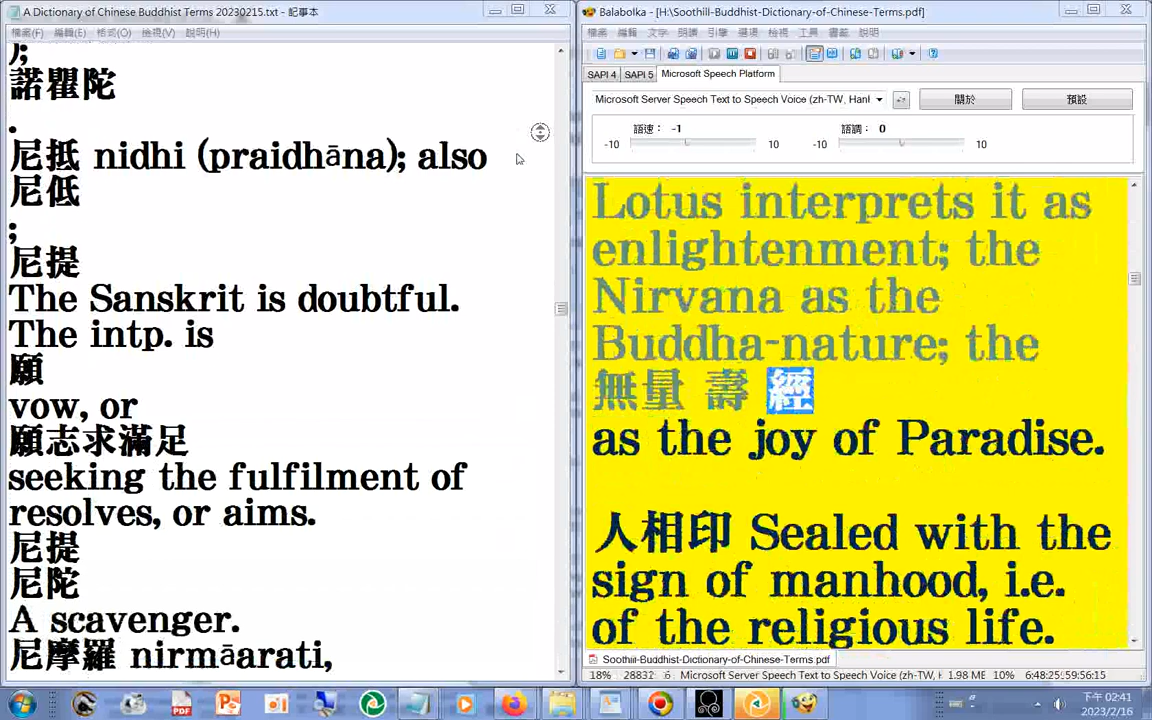 A Dictionary of Chinese Buddhist Terms 20230215.txt - 記事本
檔案(F) 編輯(E) 格式(O) 檢視(V) 說明(H)
);
諾瞿陀
.
尼抵 nidhi (praidhāna); also
尼低
;
尼提
The Sanskrit is doubtful.
The intp. is
願
vow, or
願志求滿足
seeking the fulfilment of
resolves, or aims.
尼提
尼陀
A scavenger.
尼摩羅 nirmāarati,
Balabolka - [H:\Soothill-Buddhist-Dictionary-of-Chinese-Terms.pdf]
檔案 編輯 文字 朗讀 引擎 選項 檢視 工具 書籤 說明
SAPI 4 SAPI 5 Microsoft Speech Platform
Microsoft Server Speech Text to Speech Voice (zh-TW, Hanl
關於
預設
語速： -1
語調： 0
-10 10 -10 10
Lotus interprets it as
enlightenment; the
Nirvana as the
Buddha-nature; the
無量 壽 經
as the joy of Paradise.
人相印 Sealed with the
sign of manhood, i.e.
of the religious life.
Soothill-Buddhist-Dictionary-of-Chinese-Terms.pdf
18% Microsoft Server Speech Text to Speech Voice (zh-TW, H 1.98 ME 10% 6:48:25:59:56:15
下午 02:41
2023/2/16